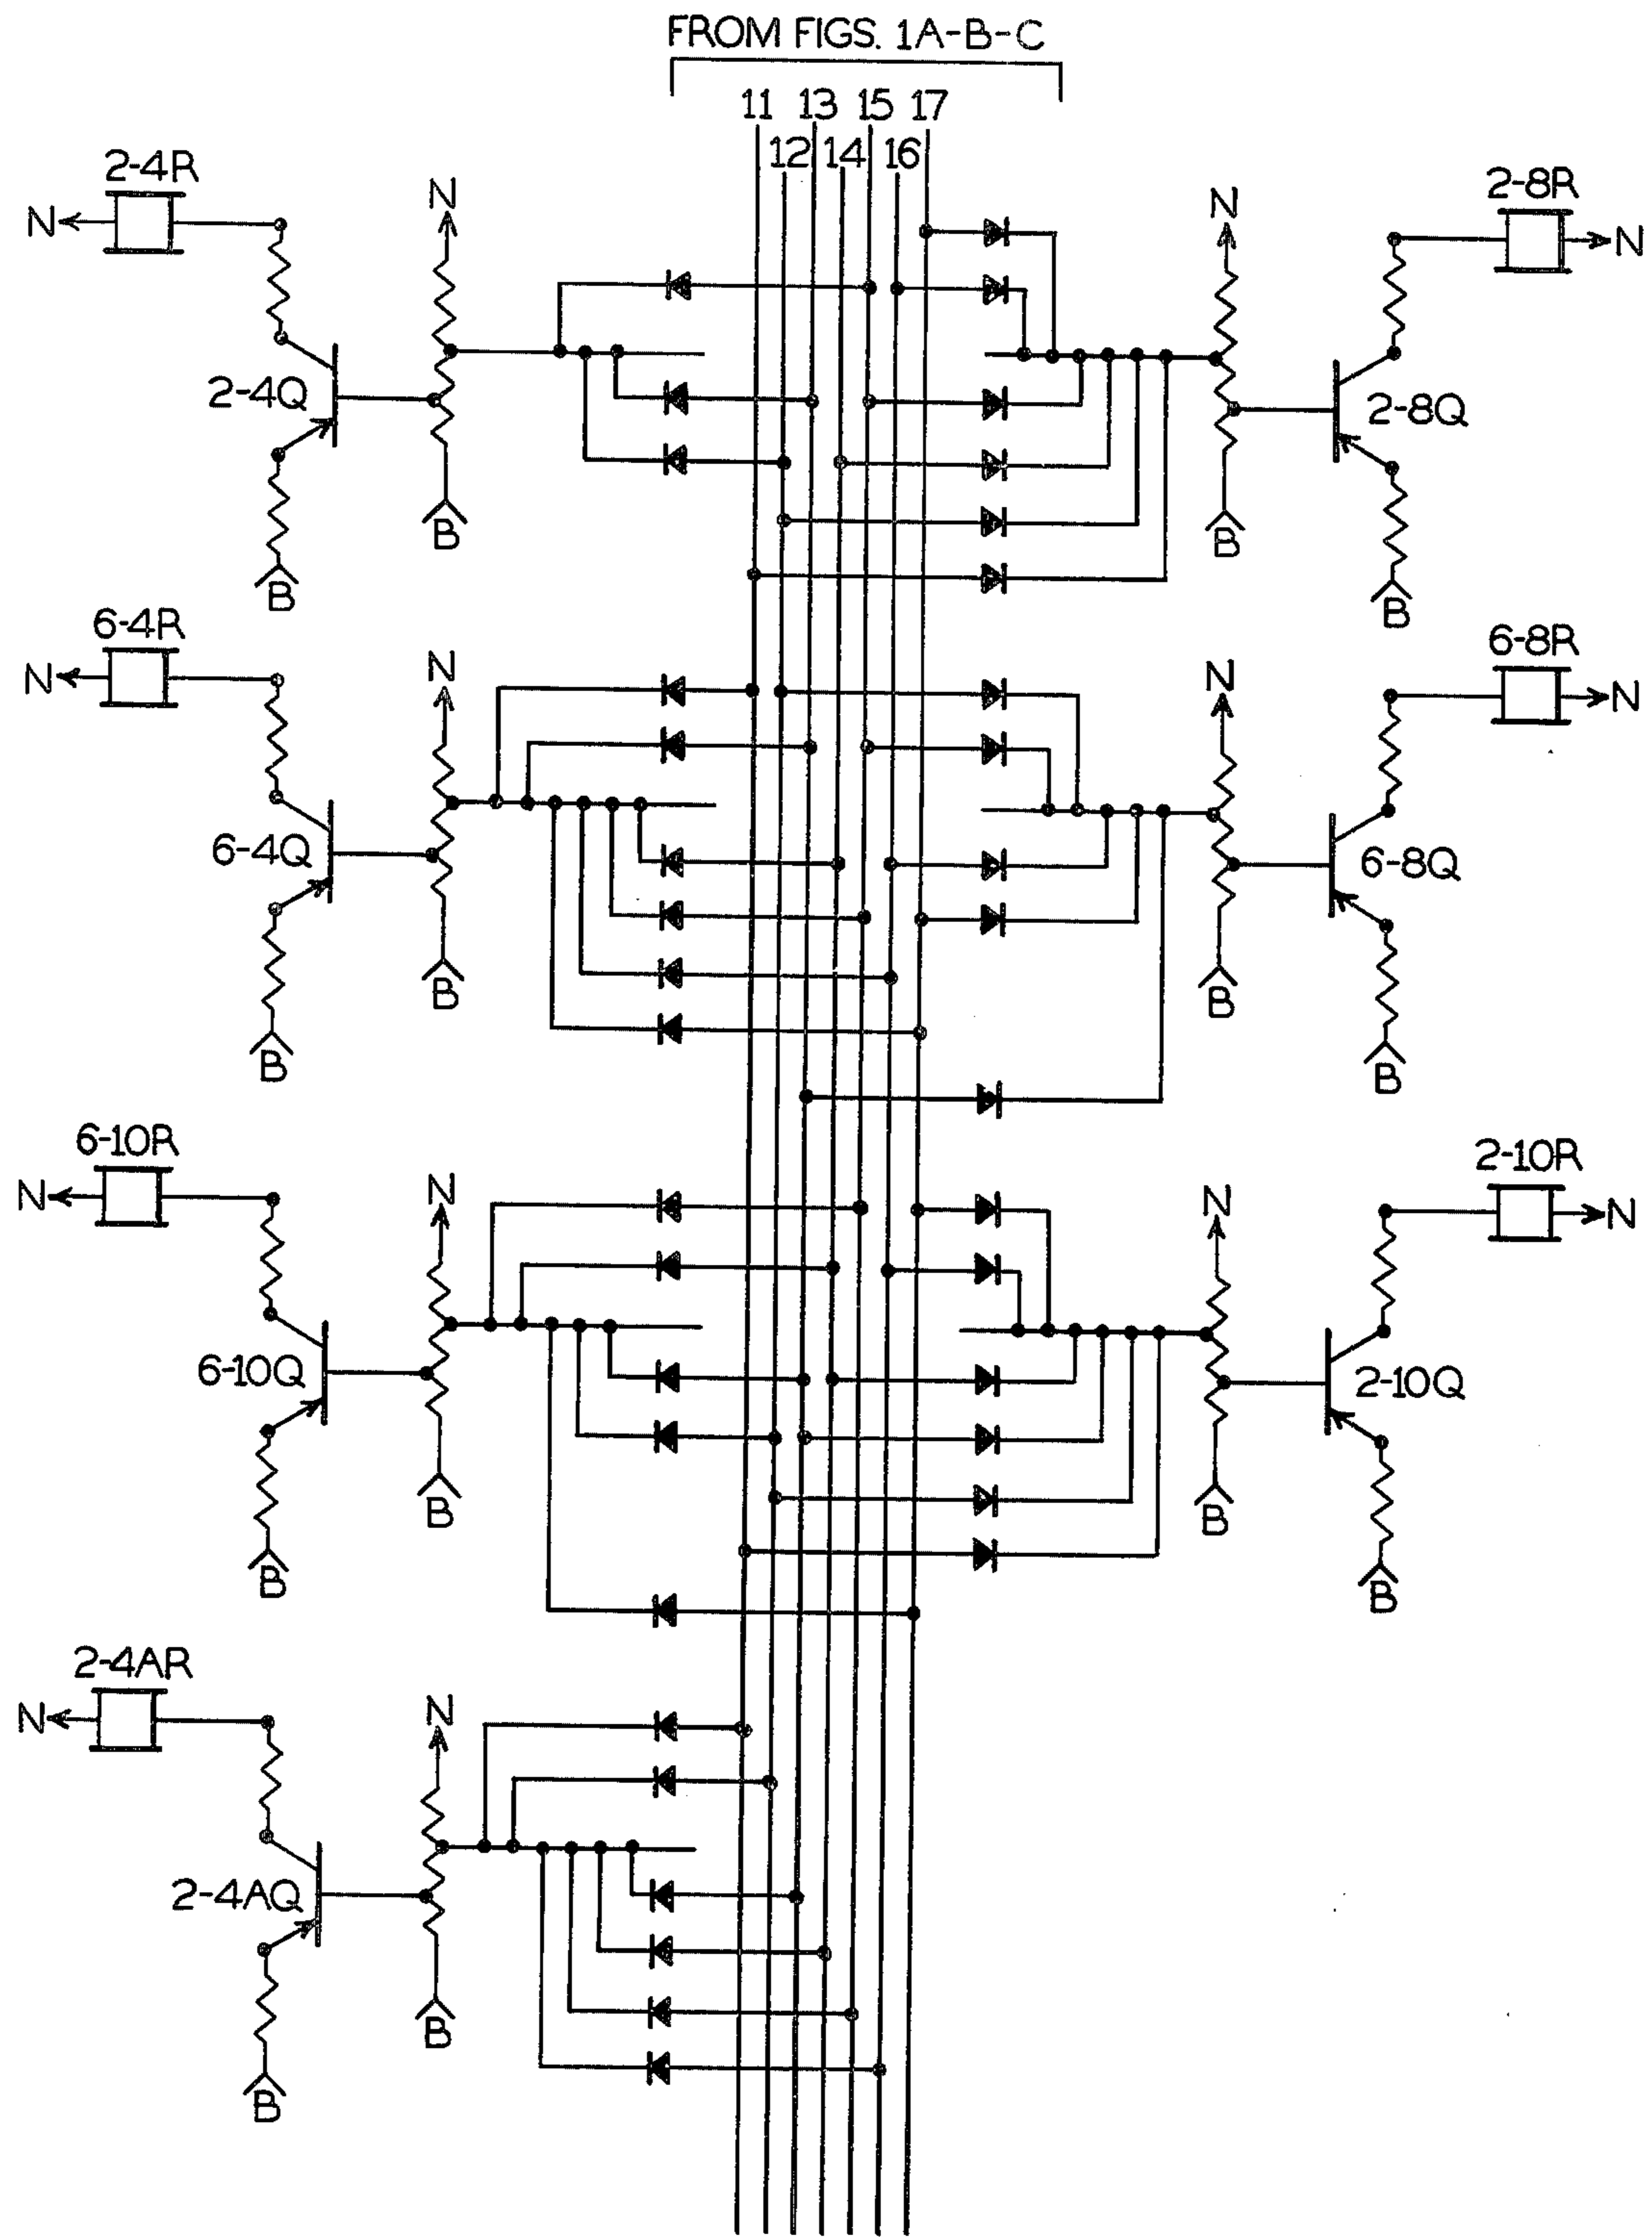 FROM FIGS. 1A-B-C
11 13 15 17
12 14 16
2-4R
N
N
2-4Q
B
B
2-8R
N
N
2-8Q
B
B
6-4R
N
N
6-4Q
B
B
6-8R
N
N
6-8Q
B
B
6-10R
N
N
6-10Q
B
B
2-10R
N
N
2-10Q
B
B
2-4AR
N
N
2-4AQ
B
B